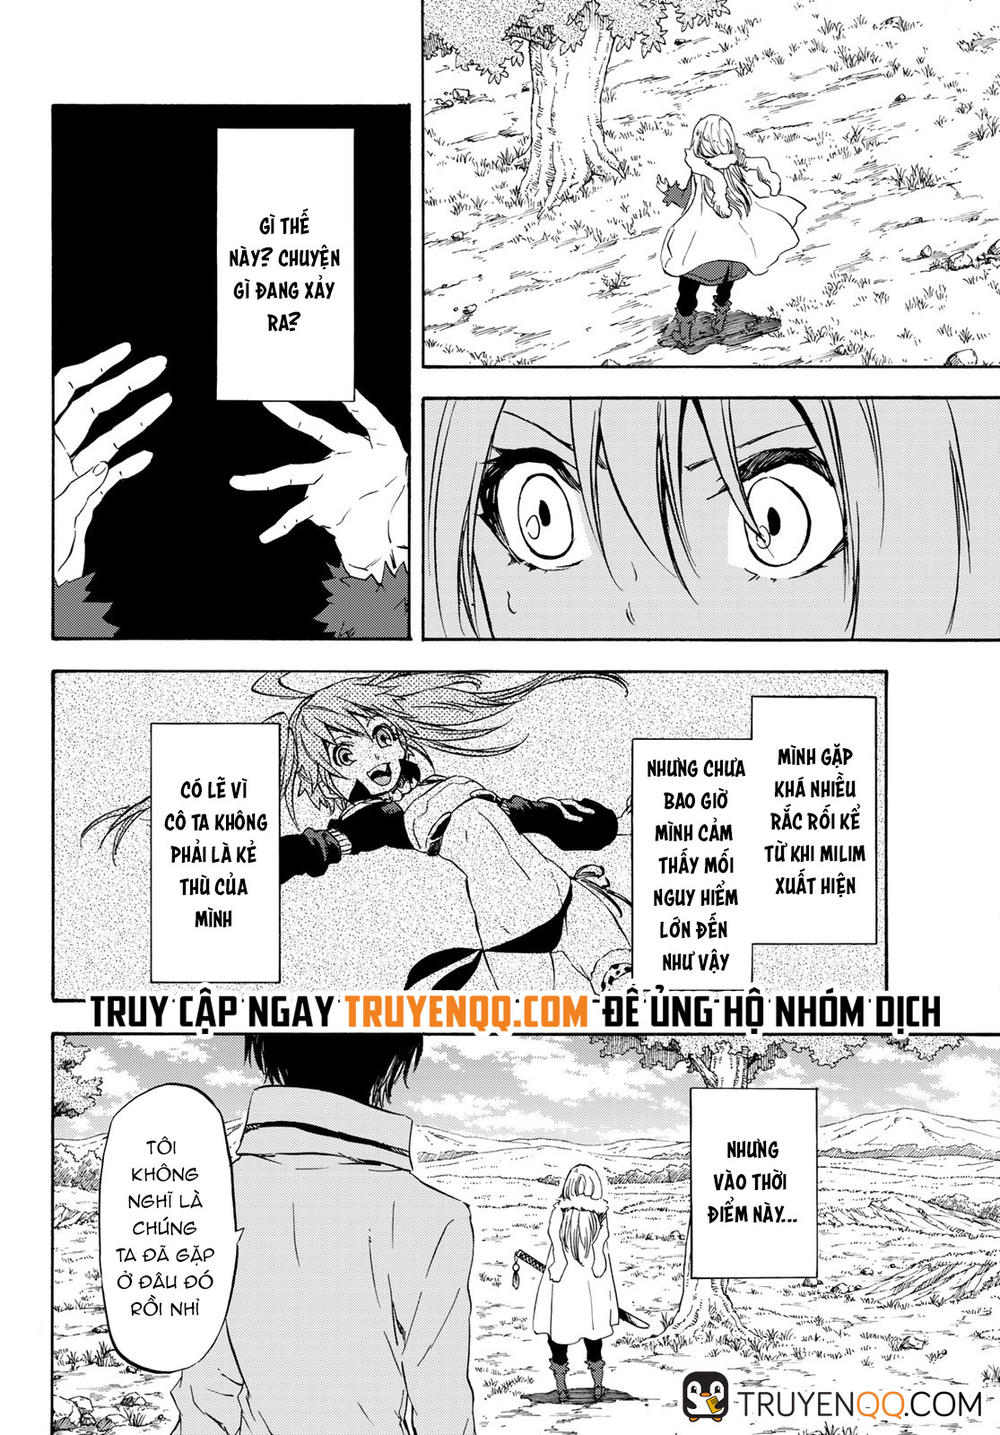 GÌ THẾ
NÀY? CHUYỆN
GÌ ĐANG XẢY
RA?
MÌNH GẶP
KHÁ NHIỀU
RẮC RỐI KỂ
TỪ KHI MILIM
XUẤT HIỆN
NHƯNG CHƯA
BAO GIỜ
MÌNH CẢM
THẤY MỐI
NGUY HIỂM
LỚN ĐẾN
NHƯ VẬY
CÓ LẼ VÌ
CÔ TA KHÔNG
PHẢI LÀ KẺ
THÙ CỦA
MÌNH
TRUY CẬP NGAY TRUYENQQ.COM ĐỂ ỦNG HỘ NHÓM DỊCH
NHƯNG
VÀO THỜI
ĐIỂM NÀY...
TÔI
KHÔNG
NGHĨ LÀ
CHÚNG
TA ĐÃ GẶP
Ở ĐÂU ĐÓ
RỒI NHỈ
TRUYENQQ.COM